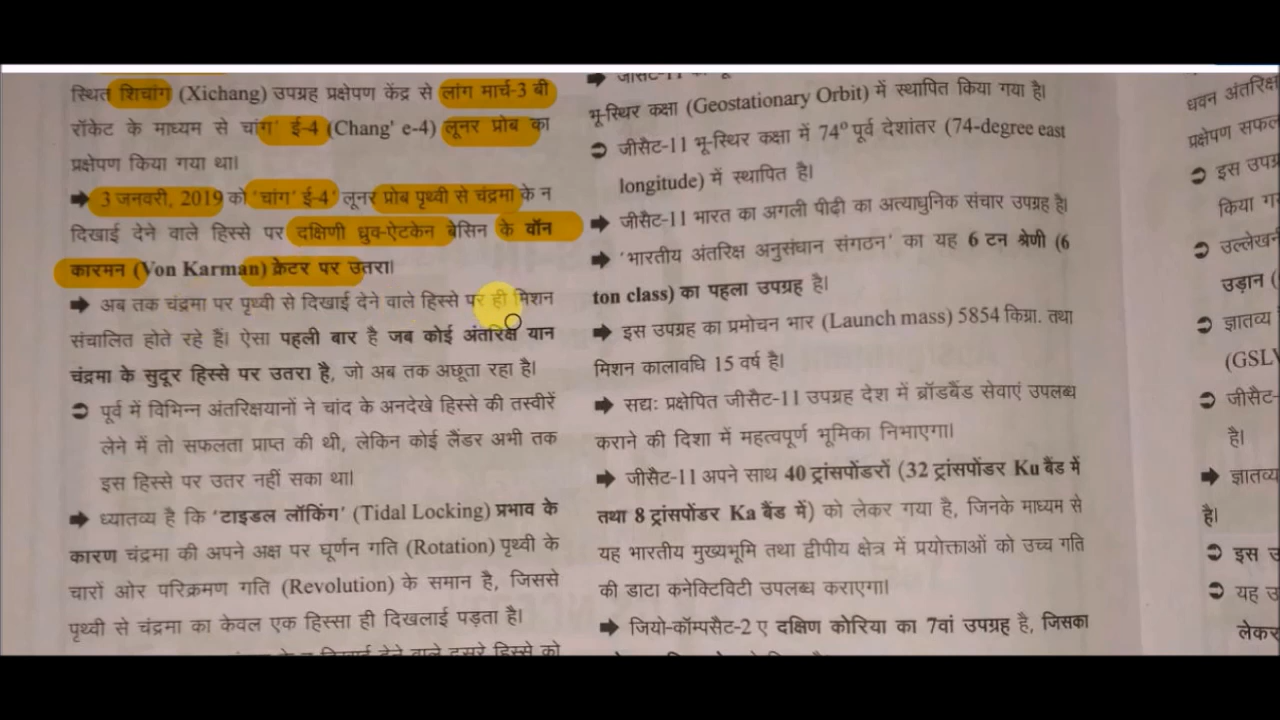 स्थित शिचांग (Xichang) उपग्रह प्रक्षेपण केंद्र से लांग मार्च-3 बी
रॉकेट के माध्यम से चांग' ई-4 (Chang' e-4) लूनर प्रोब का
प्रक्षेपण किया गया था।
➡ 3 जनवरी, 2019 को 'चांग' ई-4' लूनर प्रोब पृथ्वी से चंद्रमा के न
दिखाई देने वाले हिस्से पर दक्षिणी ध्रुव-ऐटकेन बेसिन के वॉन
कारमन (Von Karman) क्रेटर पर उतरा।
➡ अब तक चंद्रमा पर पृथ्वी से दिखाई देने वाले हिस्से पर ही मिशन
संचालित होते रहे हैं। ऐसा पहली बार है जब कोई अंतरिक्ष यान
चंद्रमा के सुदूर हिस्से पर उतरा है, जो अब तक अछूता रहा है।
➲ पूर्व में विभिन्न अंतरिक्षयानों ने चांद के अनदेखे हिस्से की तस्वीरें
लेने में तो सफलता प्राप्त की थी, लेकिन कोई लैंडर अभी तक
इस हिस्से पर उतर नहीं सका था।
➡ ध्यातव्य है कि 'टाइडल लॉकिंग' (Tidal Locking) प्रभाव के
कारण चंद्रमा की अपने अक्ष पर घूर्णन गति (Rotation) पृथ्वी के
चारों ओर परिक्रमण गति (Revolution) के समान है, जिससे
पृथ्वी से चंद्रमा का केवल एक हिस्सा ही दिखलाई पड़ता है।
दिखाई देने वाले दूसरे हिस्से को
➡ जीसैट-11
भू-स्थिर कक्षा (Geostationary Orbit) में स्थापित किया गया है।
➲ जीसैट-11 भू-स्थिर कक्षा में 74° पूर्व देशांतर (74-degree east
longitude) में स्थापित है।
➡ जीसैट-11 भारत का अगली पीढ़ी का अत्याधुनिक संचार उपग्रह है।
➡ 'भारतीय अंतरिक्ष अनुसंधान संगठन' का यह 6 टन श्रेणी (6
ton class) का पहला उपग्रह है।
➡ इस उपग्रह का प्रमोचन भार (Launch mass) 5854 किग्रा. तथा
मिशन कालावधि 15 वर्ष है।
➡ सद्यः प्रक्षेपित जीसैट-11 उपग्रह देश में ब्रॉडबैंड सेवाएं उपलब्ध
कराने की दिशा में महत्वपूर्ण भूमिका निभाएगा।
➡ जीसैट-11 अपने साथ 40 ट्रांसपोंडरों (32 ट्रांसपोंडर Ku बैंड में
तथा 8 ट्रांसपोंडर Ka बैंड में) को लेकर गया है, जिनके माध्यम से
यह भारतीय मुख्यभूमि तथा द्वीपीय क्षेत्र में प्रयोक्ताओं को उच्च गति
की डाटा कनेक्टिविटी उपलब्ध कराएगा।
➡ जियो-कॉम्पसैट-2 ए दक्षिण कोरिया का 7वां उपग्रह है, जिसका
धवन अंतरिक्ष
प्रक्षेपण सफल
➲ इस उपग्र
किया ग
➲ उल्लेखनी
उड़ान (
➲ ज्ञातव्य
(GSLV
➲ जीसैट-
है।
➡ ज्ञातव्य
है।
➲ इस उ
➲ यह उ
लेकर